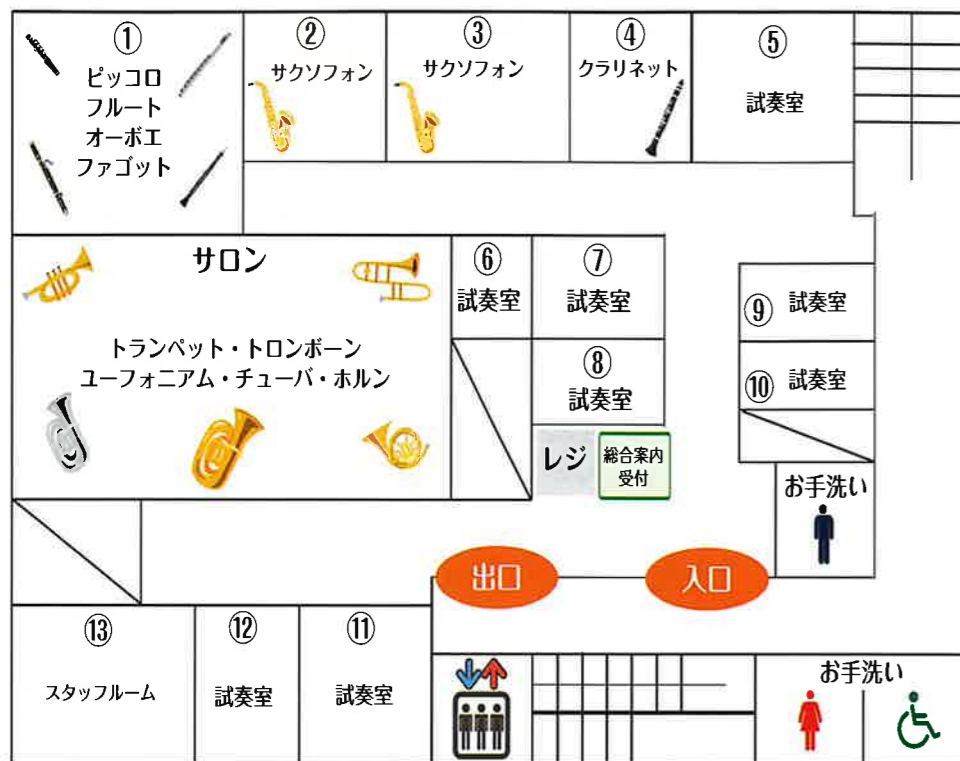 ①
ピッコロ
フルート
オーボエ
ファゴット
②
サクソフォン
③
サクソフォン
④
クラリネット
⑤
試奏室
サロン
トランペット・トロンボーン
ユーフォニアム・チューバ・ホルン
⑥
試奏室
⑦
試奏室
⑧
試奏室
⑨ 試奏室
⑩ 試奏室
レジ
総合案内
受付
お手洗い
出口
入口
⑬
スタッフルーム
⑫
試奏室
⑪
試奏室
お手洗い